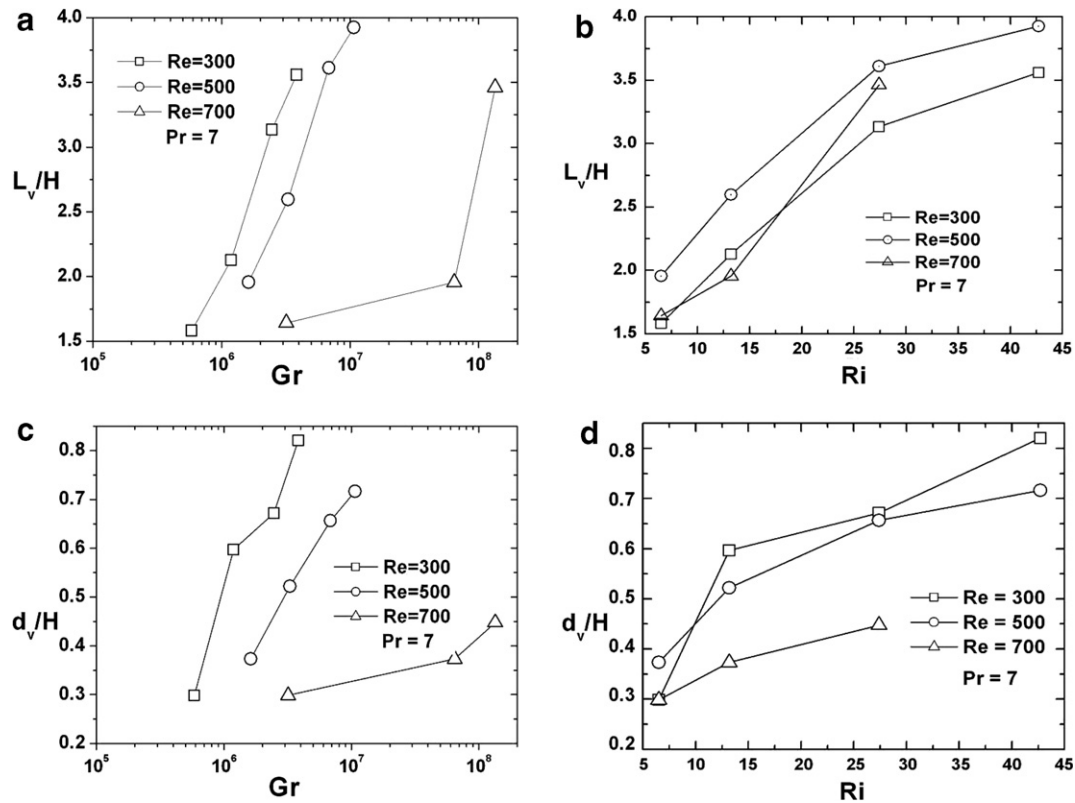 a
4.0
3.5
3.0
2.5
2.0
1.5
L_v/H
Re=300
Re=500
Re=700
Pr = 7
10^5
10^6
10^7
10^8
Gr
b
4.0
3.5
3.0
2.5
2.0
1.5
L_v/H
Re=300
Re=500
Re=700
Pr = 7
5
10
15
20
25
30
35
40
45
Ri
c
0.8
0.7
0.6
0.5
0.4
0.3
0.2
d_v/H
Re=300
Re=500
Re=700
Pr = 7
10^5
10^6
10^7
10^8
Gr
d
0.8
0.7
0.6
0.5
0.4
0.3
0.2
d_v/H
Re = 300
Re = 500
Re = 700
Pr = 7
5
10
15
20
25
30
35
40
45
Ri